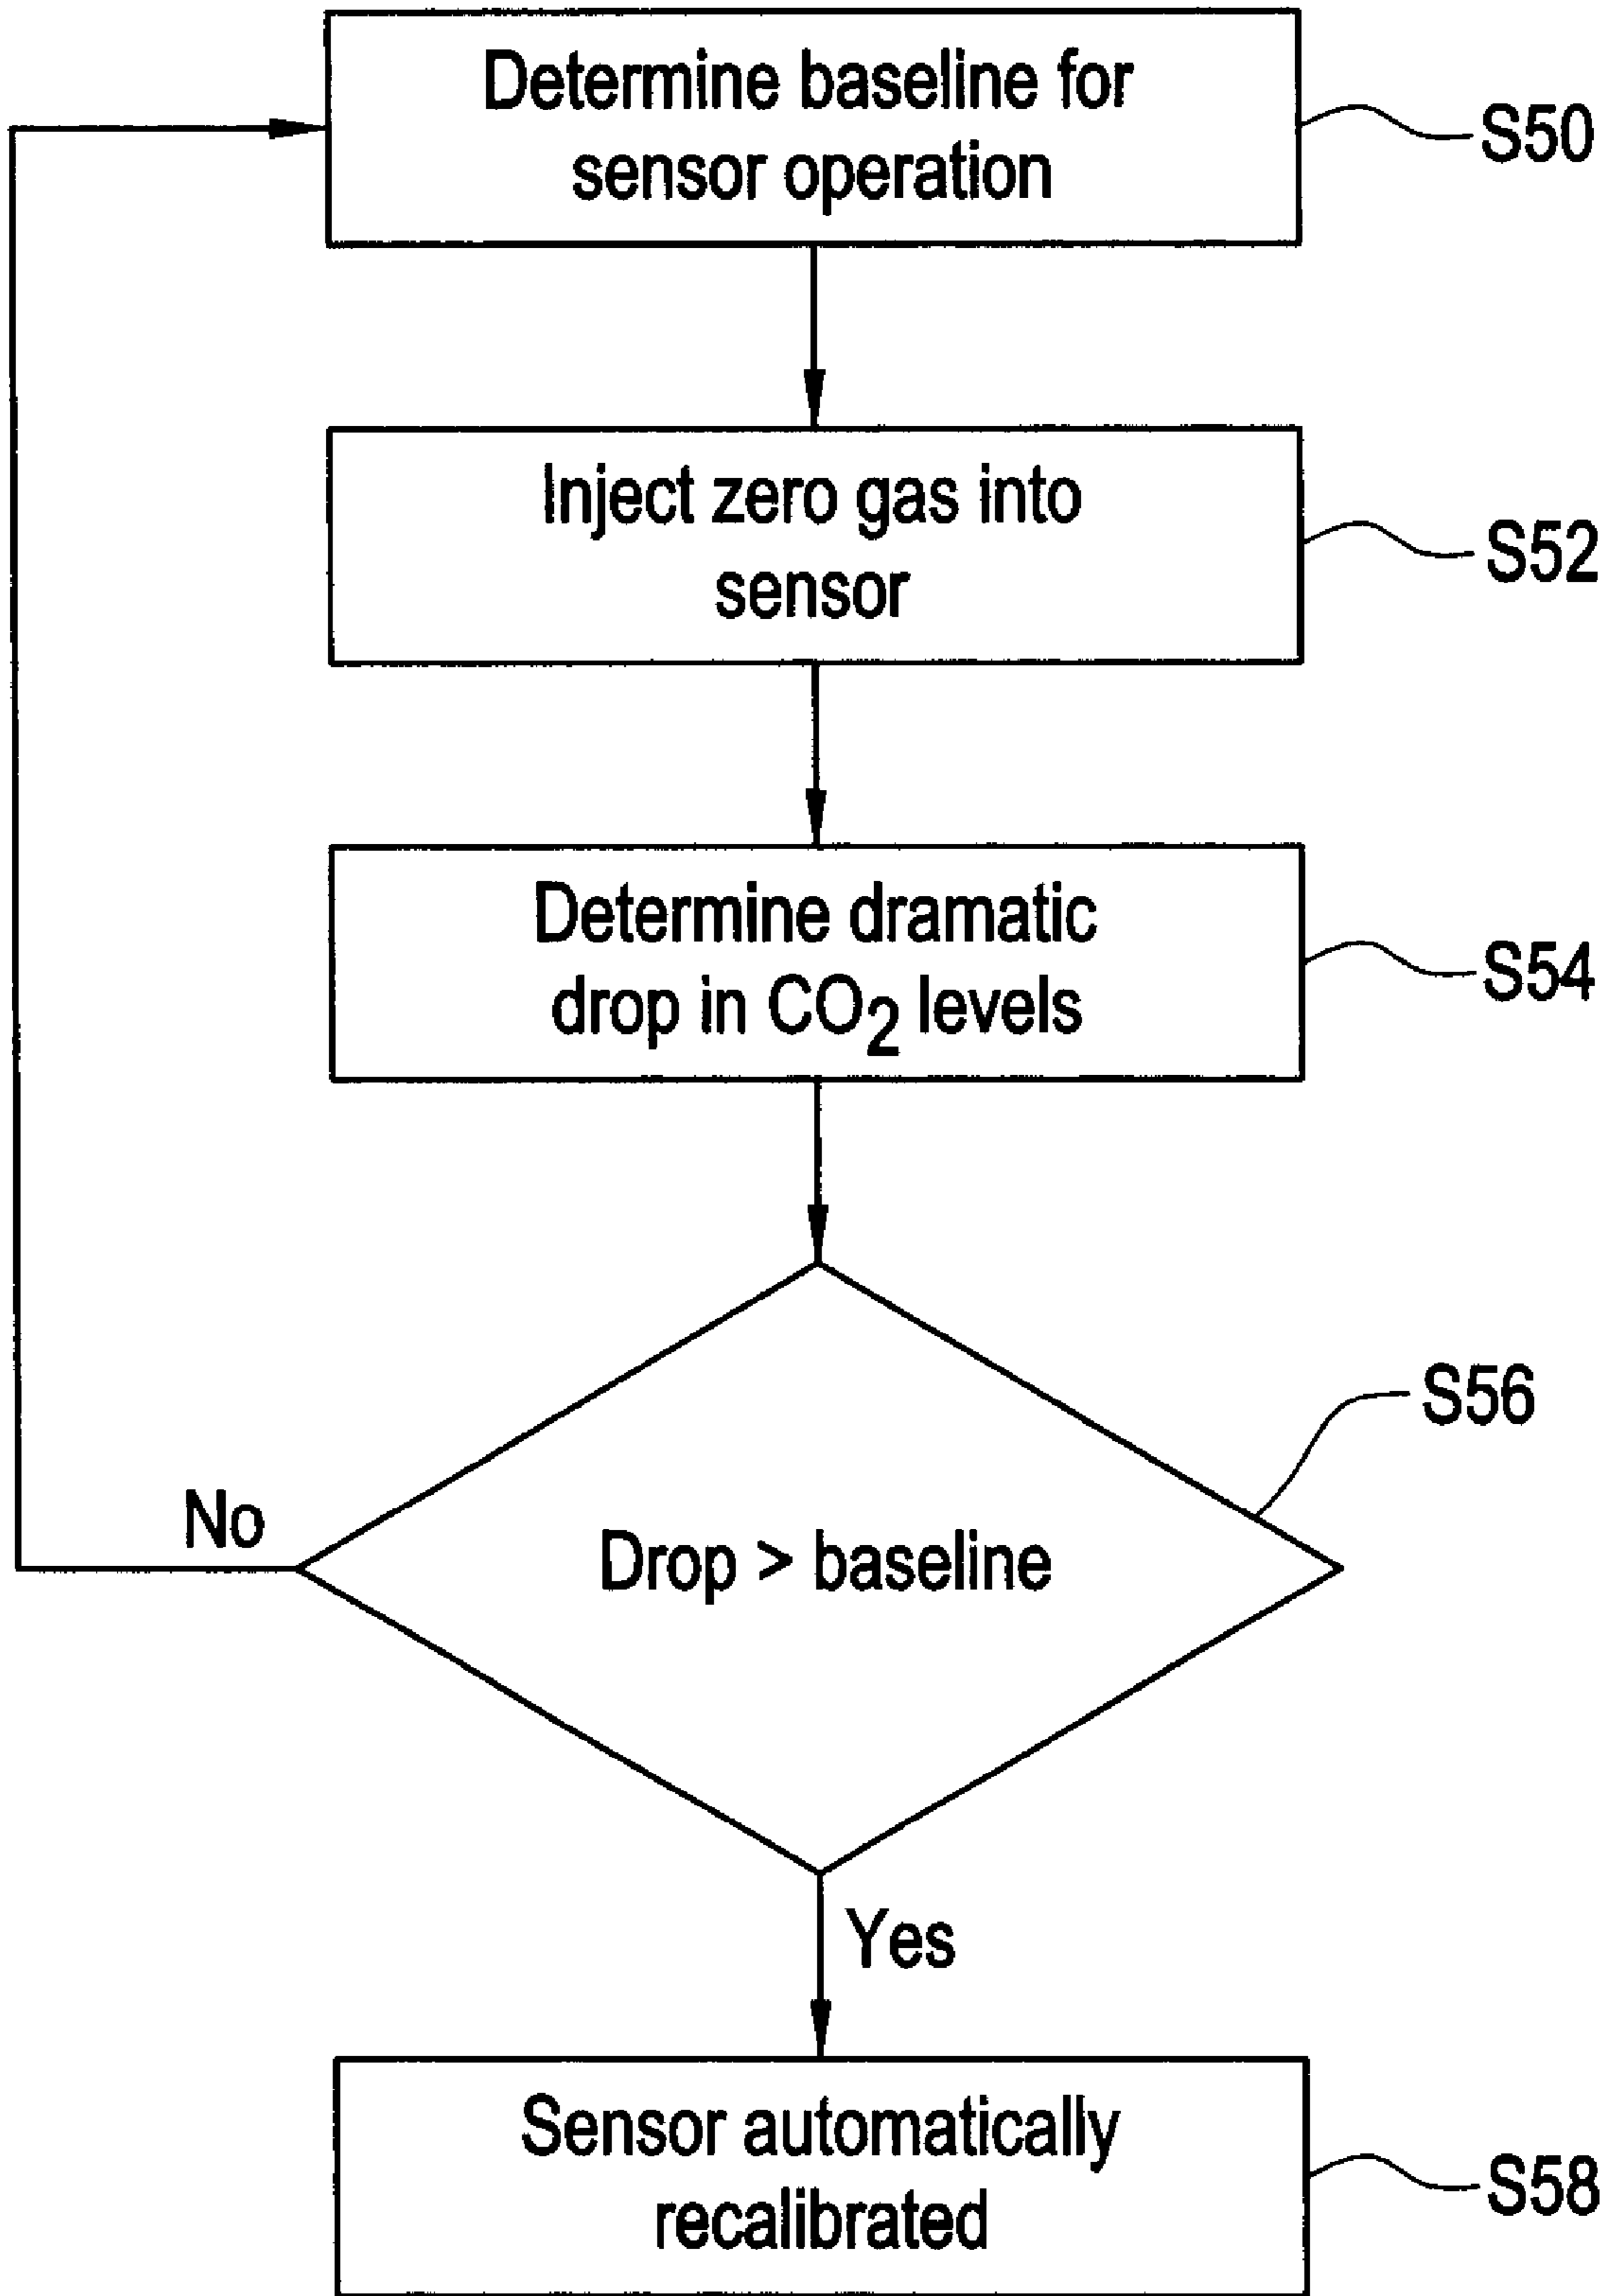 Determine baseline for
sensor operation
S50
Inject zero gas into
sensor
S52
Determine dramatic
drop in CO₂ levels
S54
S56
No
Drop > baseline
Yes
Sensor automatically
recalibrated
S58